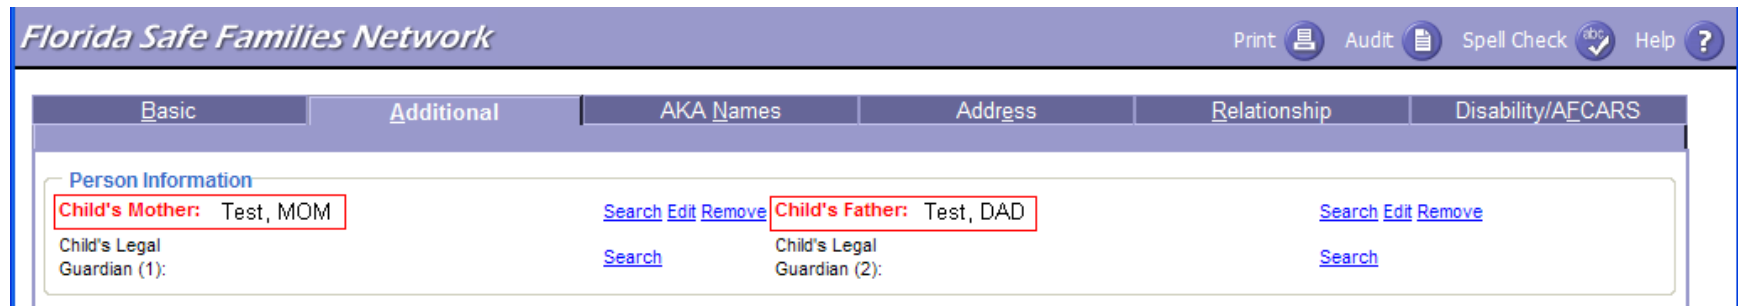 Florida Safe Families Network Print Audit Spell Check abc Help ?
Basic Additional AKA Names Address Relationship Disability/AFCARS
Person Information
Child's Mother: Test, MOM Search Edit Remove Child's Father: Test, DAD Search Edit Remove
Child's Legal Guardian (1): Search Child's Legal Guardian (2): Search